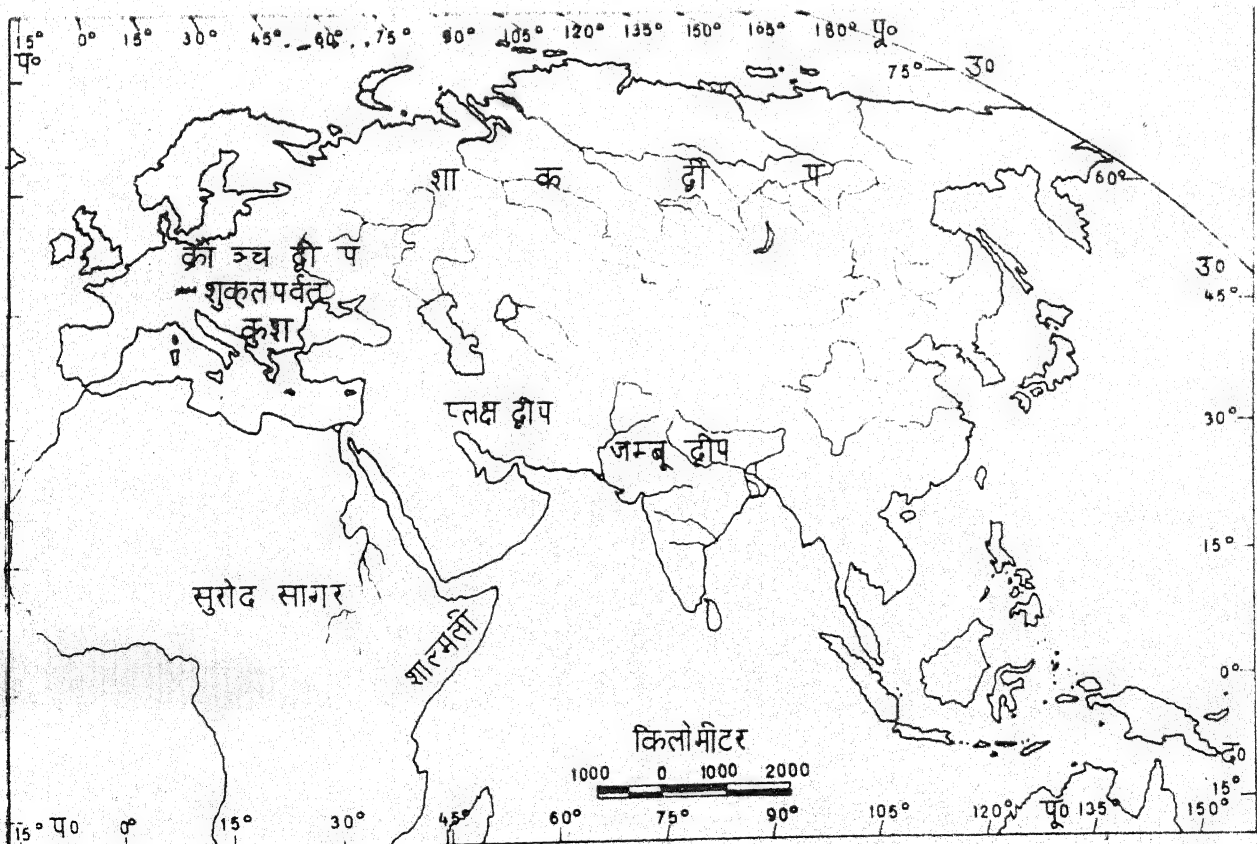 15° 0° 15° 30° 45° 60° 75° 90° 105° 120° 135° 150° 165° 180° पू०
प०
75° उ०
शा क द्वी प
60°
क्रौ ञ्च द्वी प
उ०
शुकलपर्वत
45°
कुश
प्लक्ष द्वीप
30°
जम्बू द्वीप
15°
सुरोद सागर
शाल्मली
0°
किलोमीटर
द०
1000 0 1000 2000
15°
15° प० 0° 15° 30° 45° 60° 75° 90° 105° 120° पू० 135° 150°